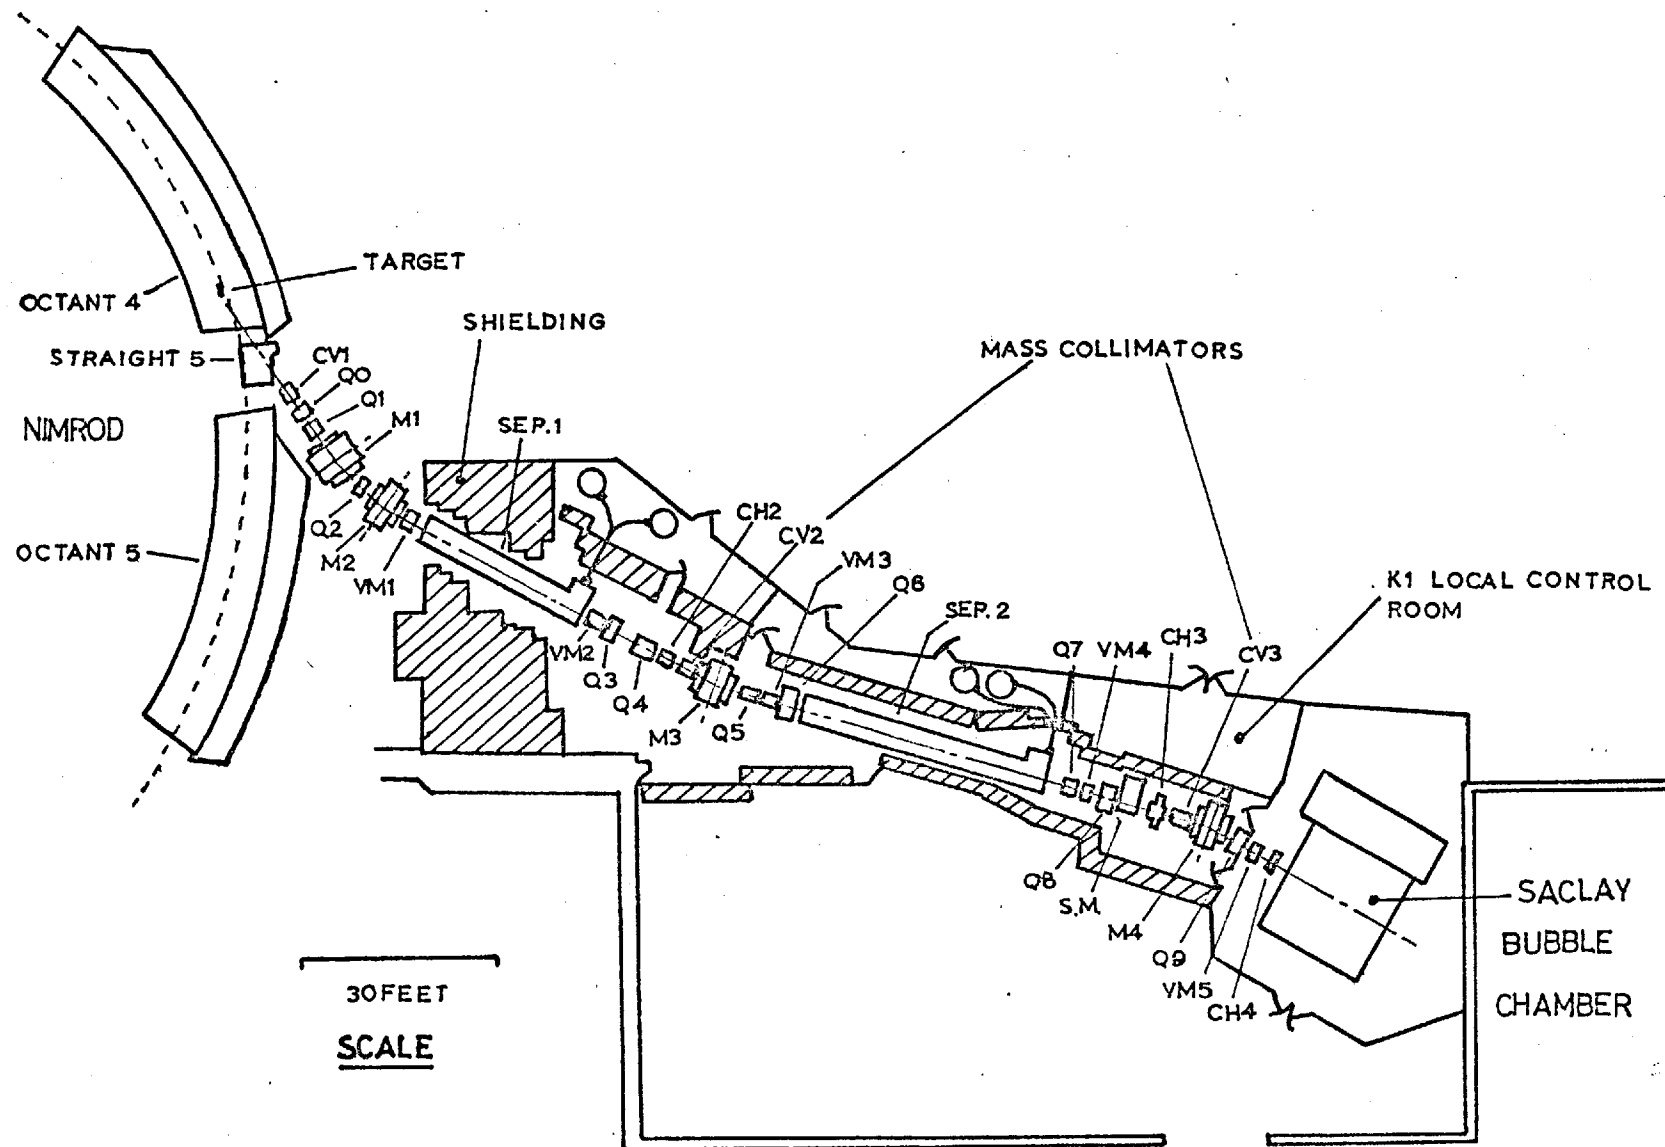 TARGET
OCTANT 4
SHIELDING
STRAIGHT 5
CV1
Q0
Q1
M1
MASS COLLIMATORS
NIMROD
SEP.1
CH2
CV2
VM3
Q6
SEP.2
K1 LOCAL CONTROL
ROOM
OCTANT 5
Q2
M2
VM1
VM2
Q3
Q4
M3
Q5
Q7
VM4
CH3
CV3
Q8
S.M.
M4
Q9
VM5
CH4
SACLAY
BUBBLE
CHAMBER
30 FEET
SCALE